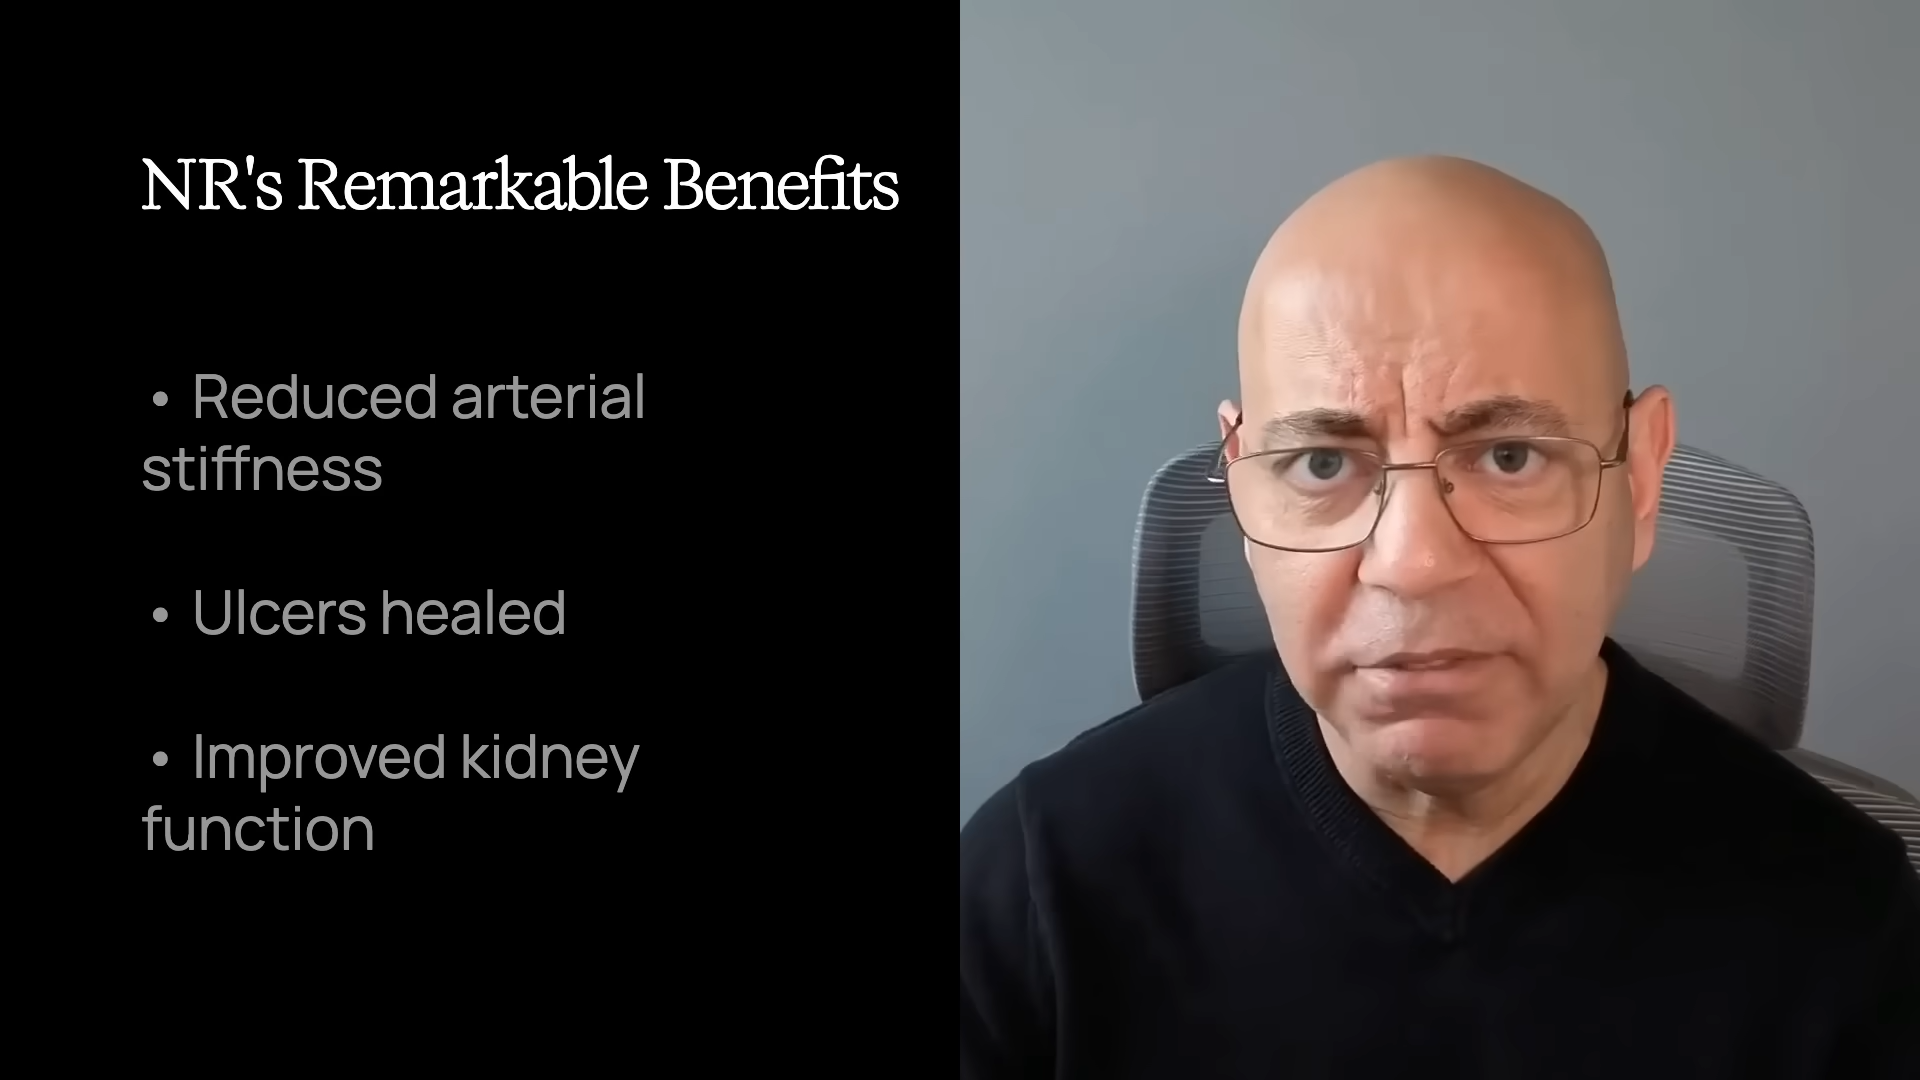 NR's Remarkable Benefits
• Reduced arterial
stiffness
• Ulcers healed
• Improved kidney
function